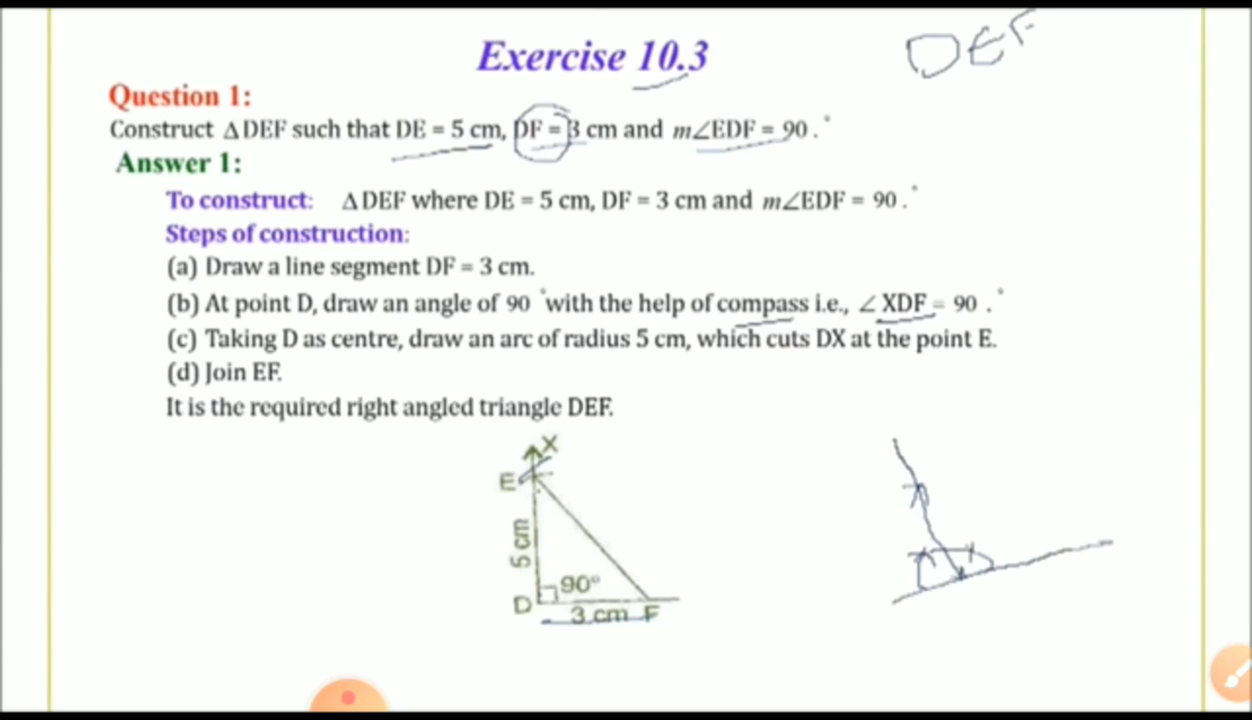 DEF
Exercise 10.3
Question 1:
Construct ΔDEF such that DE = 5 cm, DF = 3 cm and m∠EDF = 90 .°
Answer 1:
To construct: ΔDEF where DE = 5 cm, DF = 3 cm and m∠EDF = 90 .°
Steps of construction:
(a) Draw a line segment DF = 3 cm.
(b) At point D, draw an angle of 90 ° with the help of compass i.e., ∠XDF = 90 .°
(c) Taking D as centre, draw an arc of radius 5 cm, which cuts DX at the point E.
(d) Join EF.
It is the required right angled triangle DEF.
X
E
5 cm
90°
D
3 cm F